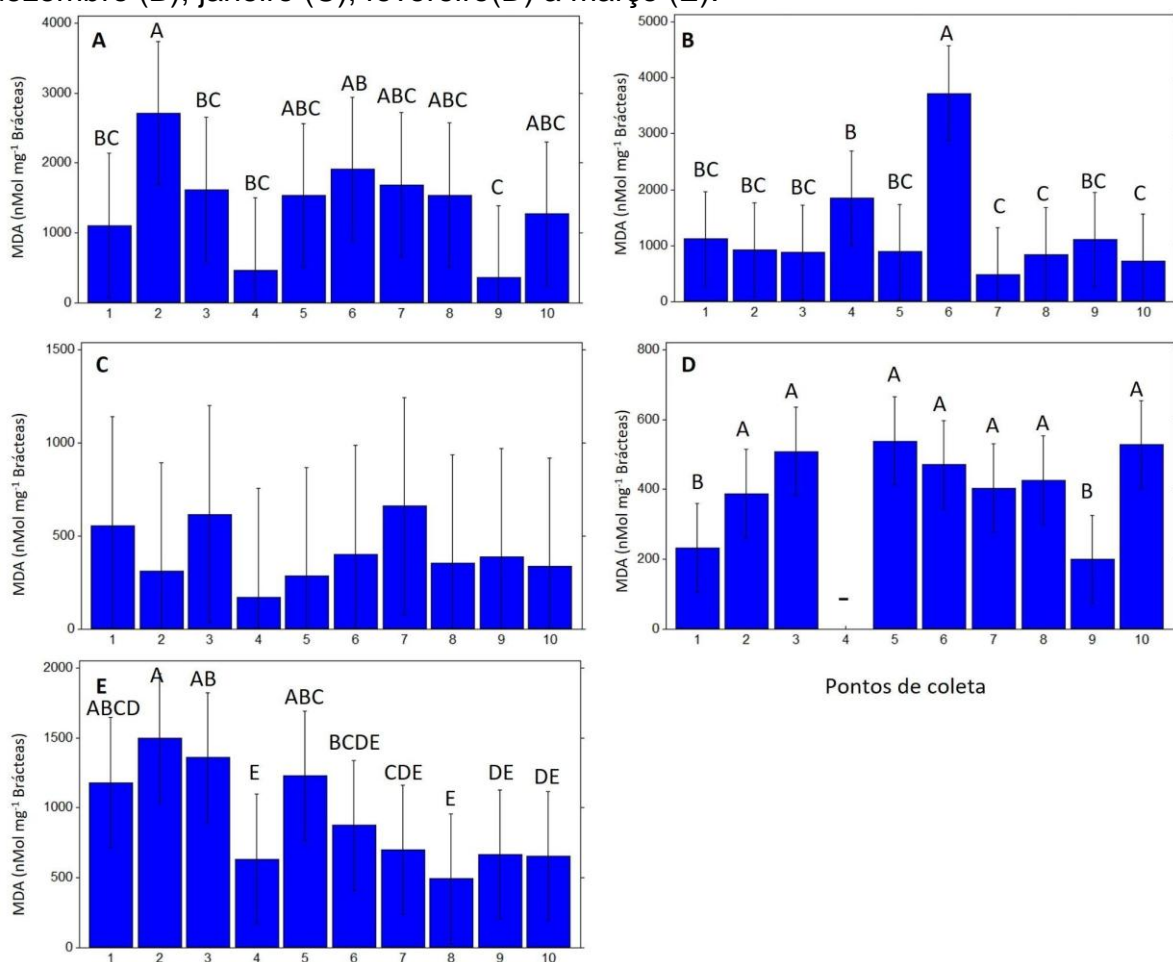 dezembro (B), janeiro (C), fevereiro(D) a março (E).
A
MDA (nMol mg⁻¹ Brácteas)
4000
3000
2000
1000
0
BC A BC BC ABC AB ABC ABC C ABC
1 2 3 4 5 6 7 8 9 10
B
MDA (nMol mg⁻¹ Brácteas)
5000
4000
3000
2000
1000
0
BC BC BC B BC A C C BC C
1 2 3 4 5 6 7 8 9 10
C
MDA (nMol mg⁻¹ Brácteas)
1500
1000
500
0
1 2 3 4 5 6 7 8 9 10
D
MDA (nMol mg⁻¹ Brácteas)
800
600
400
200
0
B A A - A A A A B A
1 2 3 4 5 6 7 8 9 10
Pontos de coleta
E
MDA (nMol mg⁻¹ Brácteas)
2000
1500
1000
500
0
ABCD A AB E ABC BCDE CDE E DE DE
1 2 3 4 5 6 7 8 9 10